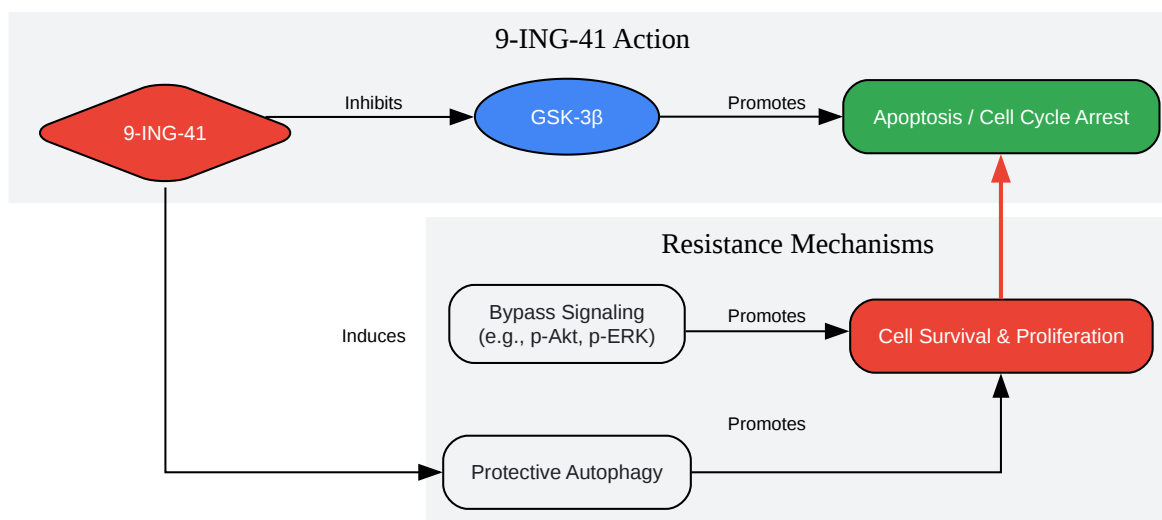 9-ING-41 Action
9-ING-41
Inhibits
GSK-3β
Promotes
Apoptosis / Cell Cycle Arrest
Resistance Mechanisms
Induces
Bypass Signaling
(e.g., p-Akt, p-ERK)
Promotes
Cell Survival & Proliferation
Protective Autophagy
Promotes